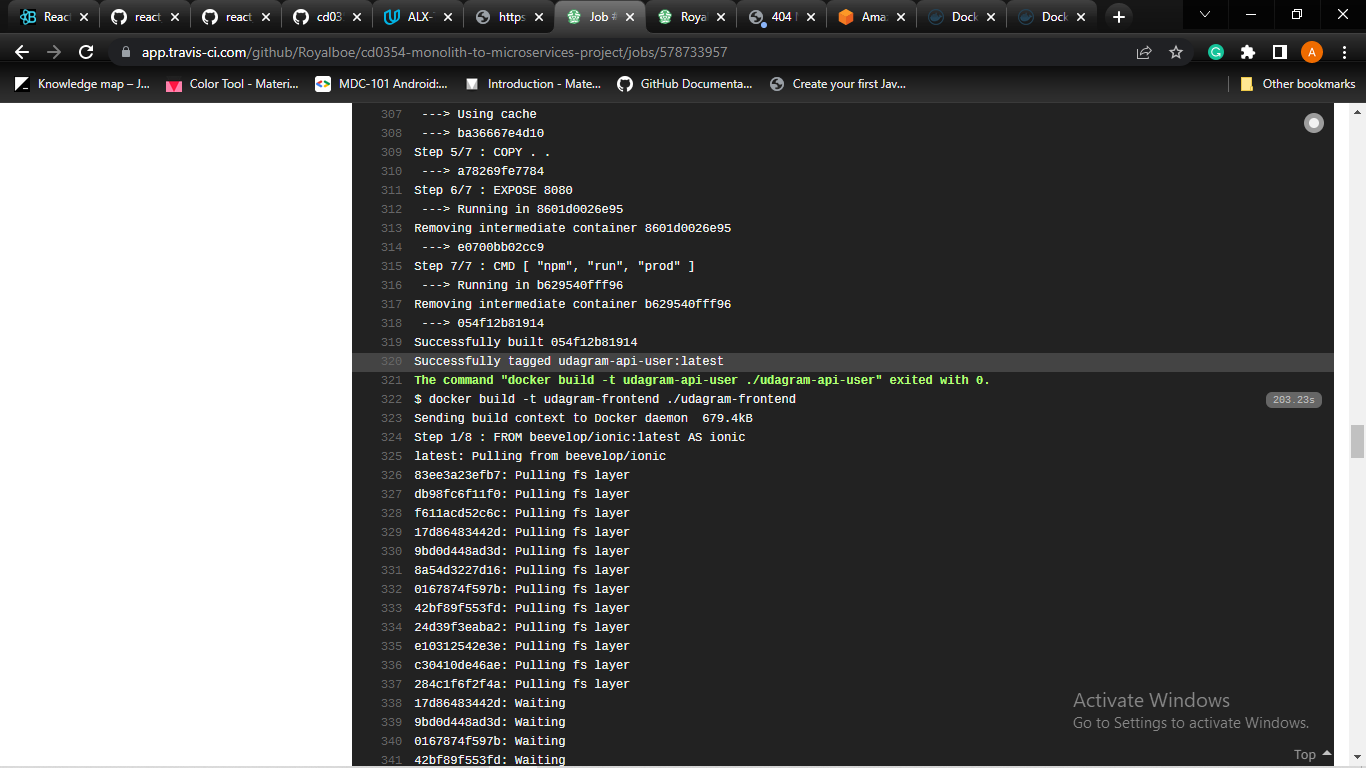 React
react
react
cd03
ALX-
https
Job #
Roya
404 N
Ama
Dock
Dock
app.travis-ci.com/github/Royalboe/cd0354-monolith-to-microservices-project/jobs/578733957
A
Knowledge map – J...
Color Tool - Materi...
MDC-101 Android:...
Introduction - Mate...
GitHub Documenta...
Create your first Jav...
Other bookmarks
307 ---> Using cache
308 ---> ba36667e4d10
309 Step 5/7 : COPY . .
310 ---> a78269fe7784
311 Step 6/7 : EXPOSE 8080
312 ---> Running in 8601d0026e95
313 Removing intermediate container 8601d0026e95
314 ---> e0700bb02cc9
315 Step 7/7 : CMD [ "npm", "run", "prod" ]
316 ---> Running in b629540fff96
317 Removing intermediate container b629540fff96
318 ---> 054f12b81914
319 Successfully built 054f12b81914
320 Successfully tagged udagram-api-user:latest
321 The command "docker build -t udagram-api-user ./udagram-api-user" exited with 0.
322 $ docker build -t udagram-frontend ./udagram-frontend 203.23s
323 Sending build context to Docker daemon 679.4kB
324 Step 1/8 : FROM beevelop/ionic:latest AS ionic
325 latest: Pulling from beevelop/ionic
326 83ee3a23efb7: Pulling fs layer
327 db98fc6f11f0: Pulling fs layer
328 f611acd52c6c: Pulling fs layer
329 17d86483442d: Pulling fs layer
330 9bd0d448ad3d: Pulling fs layer
331 8a54d3227d16: Pulling fs layer
332 0167874f597b: Pulling fs layer
333 42bf89f553fd: Pulling fs layer
334 24d39f3eaba2: Pulling fs layer
335 e10312542e3e: Pulling fs layer
336 c30410de46ae: Pulling fs layer
337 284c1f6f2f4a: Pulling fs layer
338 17d86483442d: Waiting
339 9bd0d448ad3d: Waiting
340 0167874f597b: Waiting
341 42bf89f553fd: Waiting
Activate Windows
Go to Settings to activate Windows.
Top